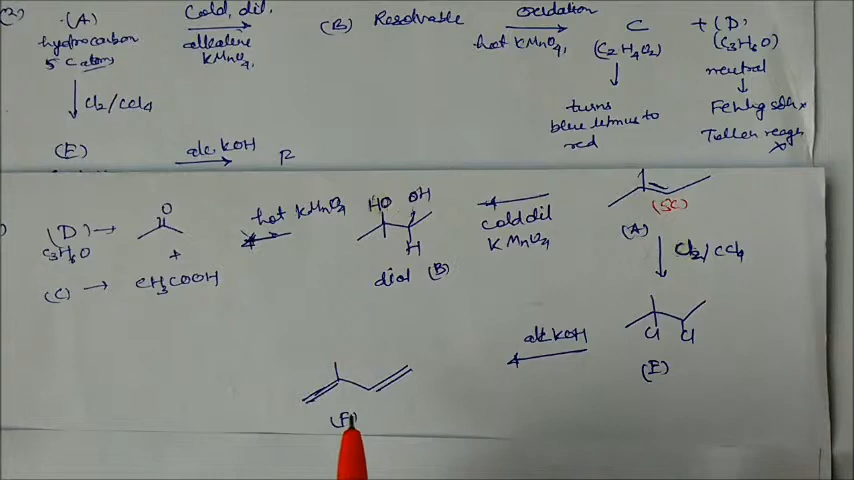 (2) (A) Cold, dil. (B) Resolvable oxidation C + (D)
hydrocarbon alkaline hot KMnO4 (C2H4O2) (C3H6O)
5 C atom KMnO4 neutral
Cl2/CCl4 turns Fehling soln x
blue litmus to Tollen reagen x
red
(E) alc. KOH F
(D) → O hot KMnO4 HO OH cold dil (5C)
C3H6O + KMnO4 (A)
(C) → CH3COOH H Cl2/CCl4
diol (B)
alc KOH Cl Cl
(E)
(F)